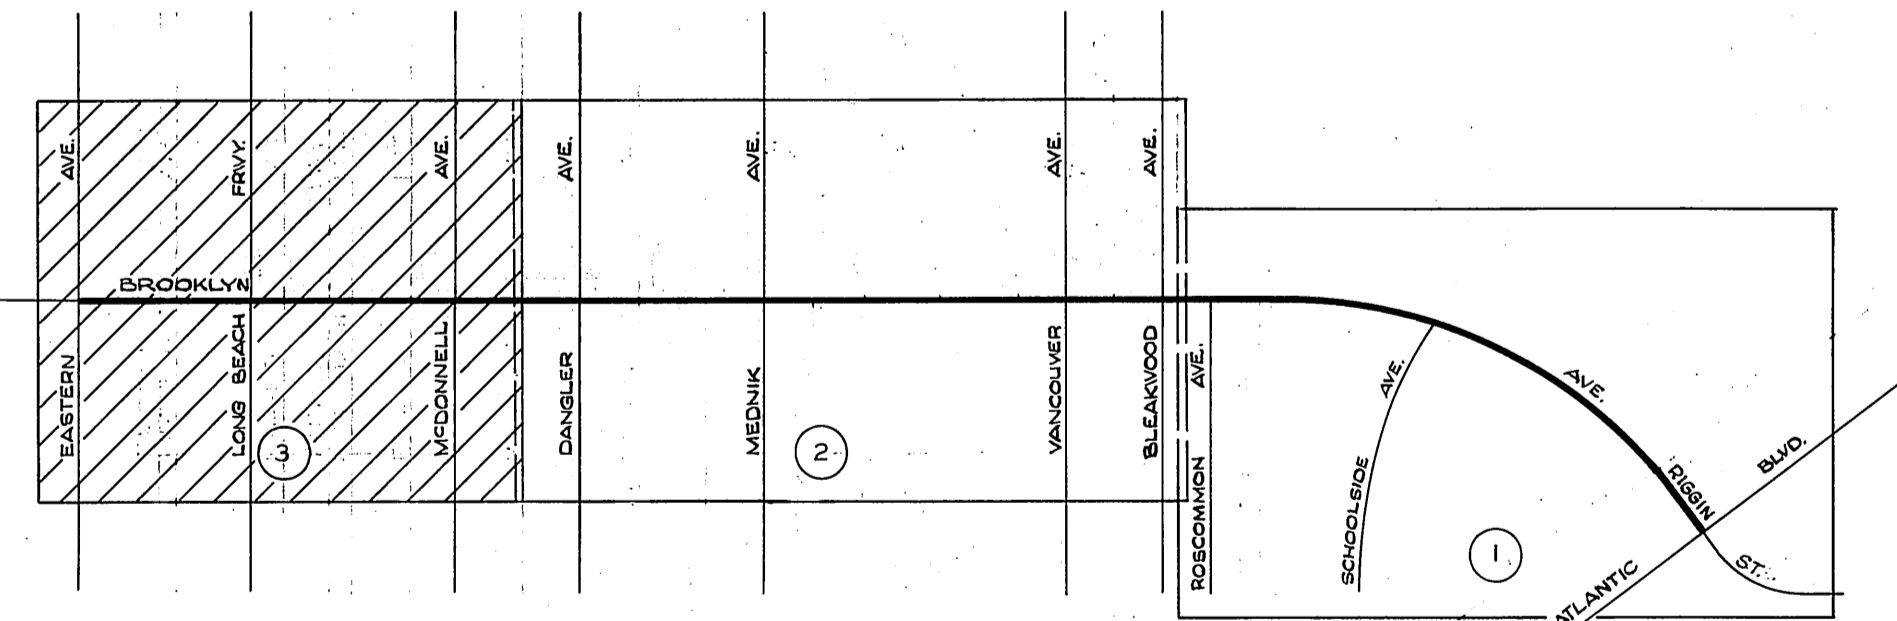 EASTERN AVE.
LONG BEACH FRWY.
McDONNELL AVE.
DANGLER AVE.
MEDNIK AVE.
VANCOUVER AVE.
BLEAKWOOD AVE.
BROOKLYN AVE.
ROSCOMMON AVE.
SCHOOLSIDE AVE.
RIGGIN ST.
ATLANTIC BLVD.
3
2
1